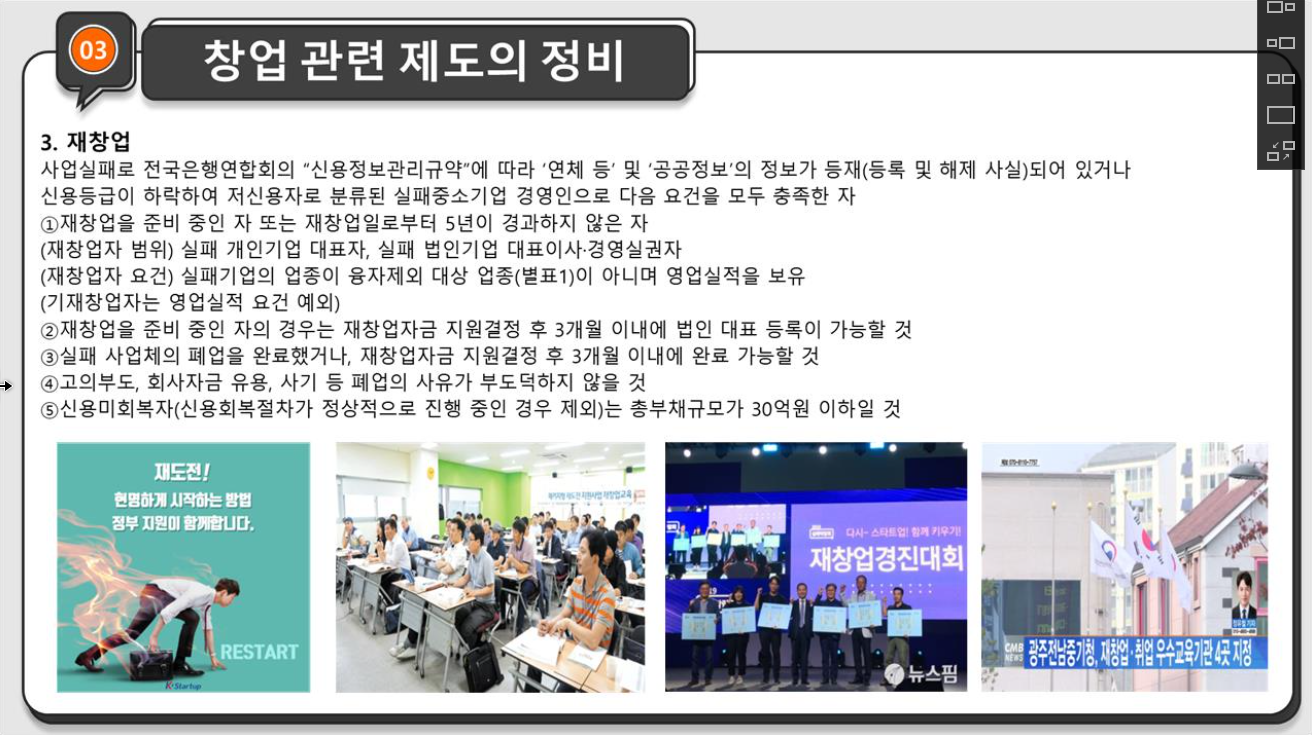 03
창업 관련 제도의 정비
3. 재창업
사업실패로 전국은행연합회의 “신용정보관리규약”에 따라 ‘연체 등’ 및 ‘공공정보’의 정보가 등재(등록 및 해제 사실)되어 있거나
신용등급이 하락하여 저신용자로 분류된 실패중소기업 경영인으로 다음 요건을 모두 충족한 자
①재창업을 준비 중인 자 또는 재창업일로부터 5년이 경과하지 않은 자
(재창업자 범위) 실패 개인기업 대표자, 실패 법인기업 대표이사·경영실권자
(재창업자 요건) 실패기업의 업종이 융자제외 대상 업종(별표1)이 아니며 영업실적을 보유
(기재창업자는 영업실적 요건 예외)
②재창업을 준비 중인 자의 경우는 재창업자금 지원결정 후 3개월 이내에 법인 대표 등록이 가능할 것
③실패 사업체의 폐업을 완료했거나, 재창업자금 지원결정 후 3개월 이내에 완료 가능할 것
④고의부도, 회사자금 유용, 사기 등 폐업의 사유가 부도덕하지 않을 것
⑤신용미회복자(신용회복절차가 정상적으로 진행 중인 경우 제외)는 총부채규모가 30억원 이하일 것
재도전!
현명하게 시작하는 방법
정부 지원이 함께합니다.
RESTART
K-Startup
재도전 지원사업 재창업교육
다시~ 스타트업! 함께 키우기!
재창업경진대회
뉴스핌
CMB
NEWS
광주전남중기청, 재창업·취업 우수교육기관 4곳 지정